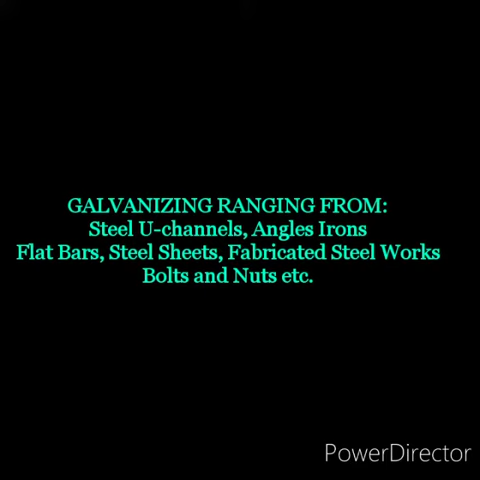 GALVANIZING RANGING FROM:
Steel U-channels, Angles Irons
Flat Bars, Steel Sheets, Fabricated Steel Works
Bolts and Nuts etc.
PowerDirector